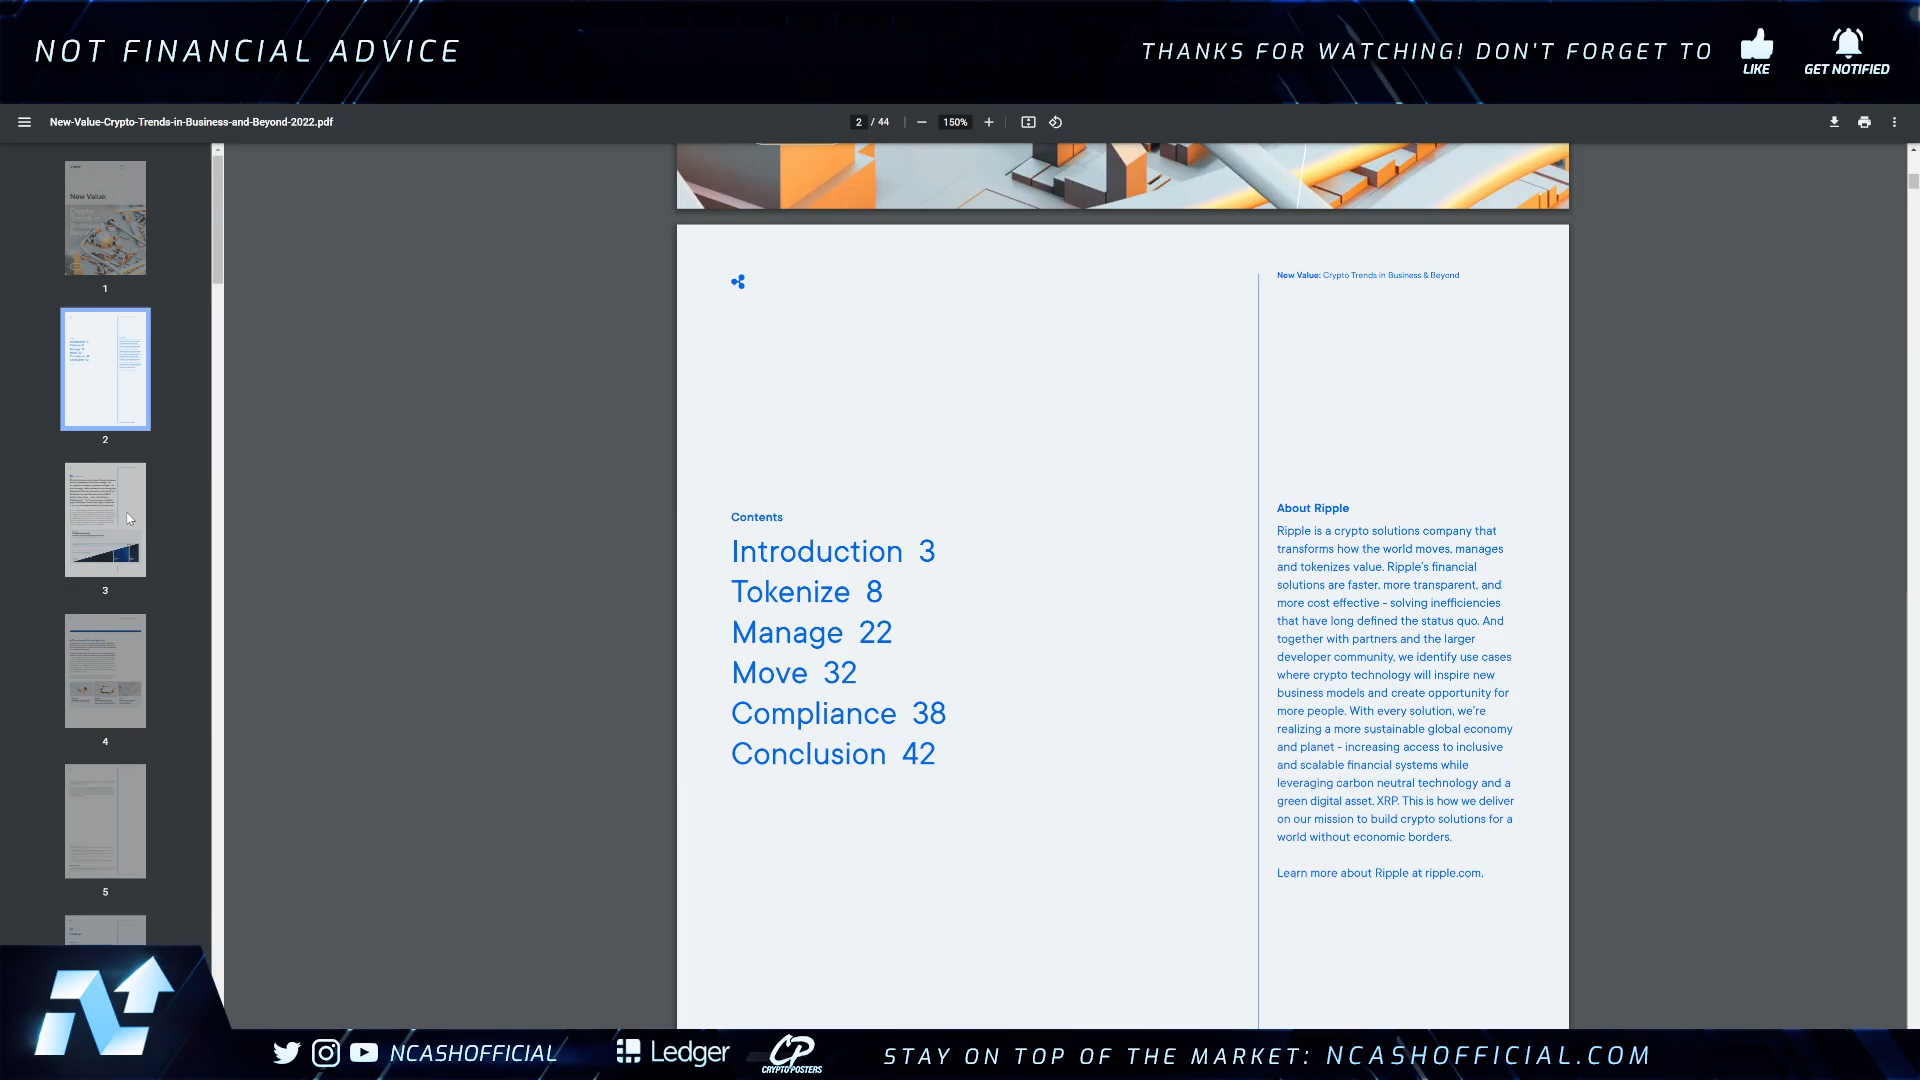 NOT FINANCIAL ADVICE
THANKS FOR WATCHING! DON'T FORGET TO
LIKE
GET NOTIFIED
New-Value-Crypto-Trends-in-Business-and-Beyond-2022.pdf
2 / 44
150%
New Value:
Crypto
Trends in
Business &
Beyond
1
2
3
4
5
New Value: Crypto Trends in Business & Beyond
Contents
Introduction 3
Tokenize 8
Manage 22
Move 32
Compliance 38
Conclusion 42
About Ripple
Ripple is a crypto solutions company that
transforms how the world moves, manages
and tokenizes value. Ripple's financial
solutions are faster, more transparent, and
more cost effective - solving inefficiencies
that have long defined the status quo. And
together with partners and the larger
developer community, we identify use cases
where crypto technology will inspire new
business models and create opportunity for
more people. With every solution, we're
realizing a more sustainable global economy
and planet - increasing access to inclusive
and scalable financial systems while
leveraging carbon neutral technology and a
green digital asset, XRP. This is how we deliver
on our mission to build crypto solutions for a
world without economic borders.
Learn more about Ripple at ripple.com.
NCASHOFFICIAL
Ledger
CP
CRYPTO POSTERS
STAY ON TOP OF THE MARKET: NCASHOFFICIAL.COM